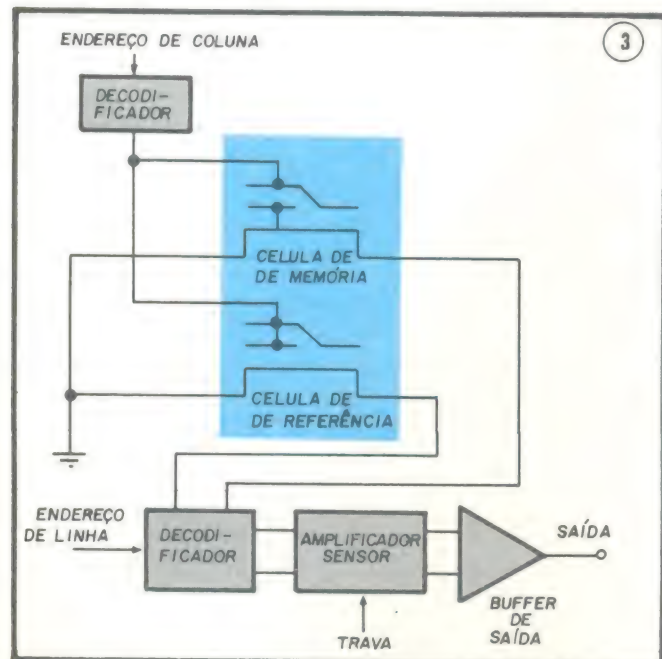 ENDEREÇO DE COLUNA
3
DECODI-
FICADOR
CELULA DE
DE MEMÓRIA
CELULA DE
DE REFERÊNCIA
ENDEREÇO
DE LINHA
DECODI-
FICADOR
AMPLIFICADOR
SENSOR
TRAVA
SAÍDA
BUFFER
DE
SAÍDA